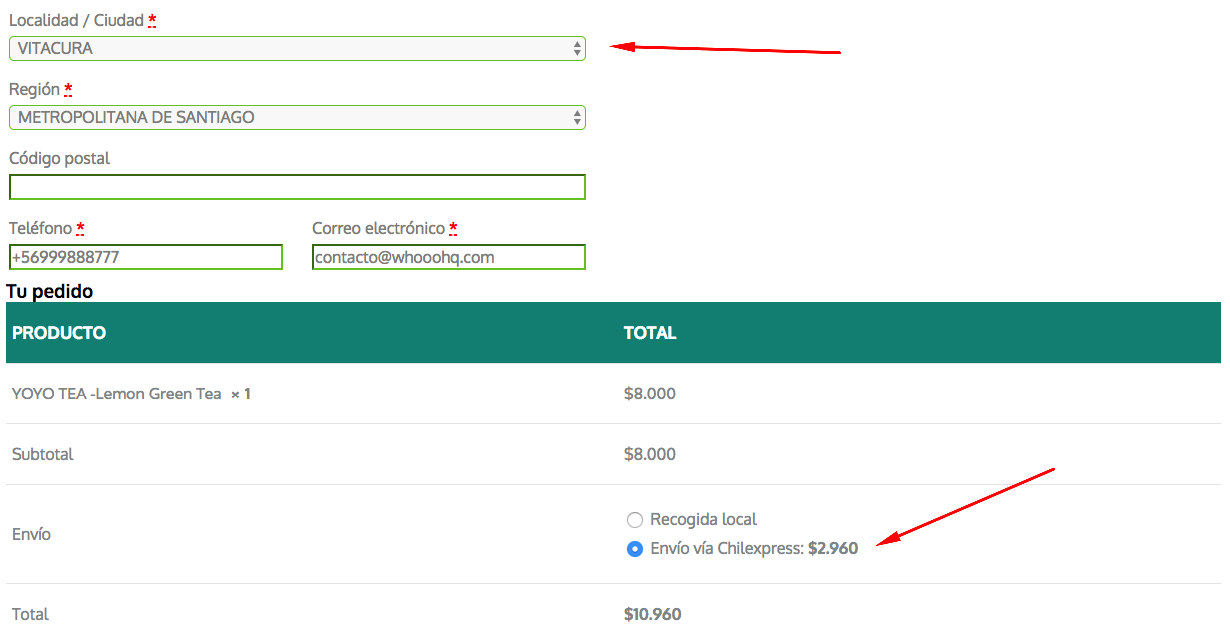 Localidad / Ciudad *
VITACURA
Región *
METROPOLITANA DE SANTIAGO
Código postal
Teléfono * Correo electrónico *
+56999888777 contacto@whooohq.com
Tu pedido
PRODUCTO TOTAL
YOYO TEA -Lemon Green Tea × 1 $8.000
Subtotal $8.000
Recogida local
Envío
Envío vía Chilexpress: $2.960
Total $10.960